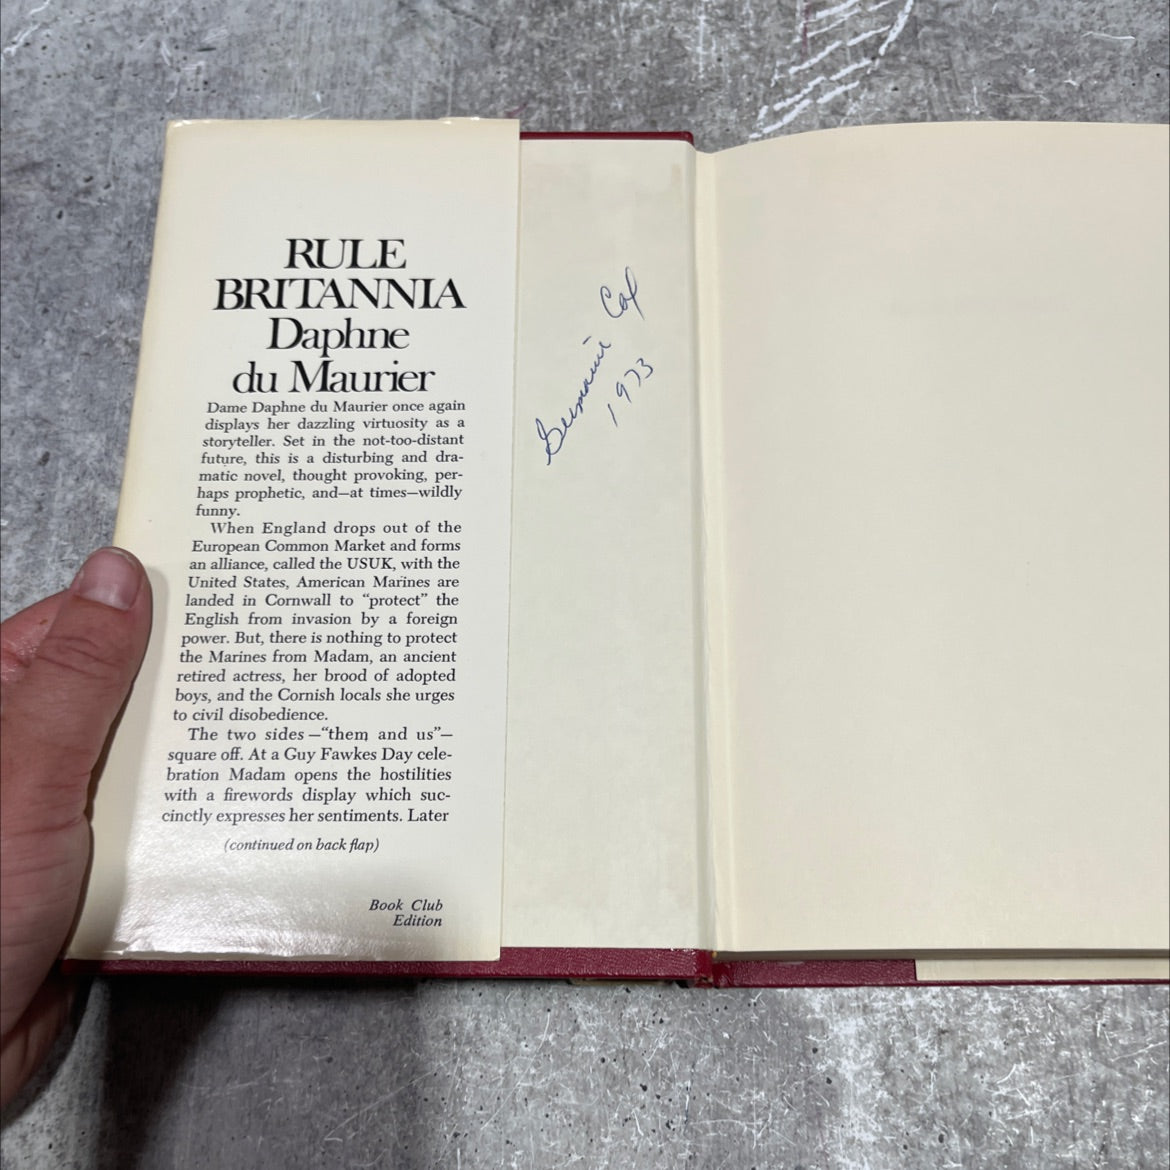 RULE
BRITANNIA
Daphne
du Maurier
Dame Daphne du Maurier once again
displays her dazzling virtuosity as a
storyteller. Set in the not-too-distant
future, this is a disturbing and dra-
matic novel, thought provoking, per-
haps prophetic, and—at times—wildly
funny.
When England drops out of the
European Common Market and forms
an alliance, called the USUK, with the
United States, American Marines are
landed in Cornwall to “protect” the
English from invasion by a foreign
power. But, there is nothing to protect
the Marines from Madam, an ancient
retired actress, her brood of adopted
boys, and the Cornish locals she urges
to civil disobedience.
The two sides—“them and us”—
square off. At a Guy Fawkes Day cele-
bration Madam opens the hostilities
with a firewords display which suc-
cinctly expresses her sentiments. Later
(continued on back flap)
Book Club
Edition
1973